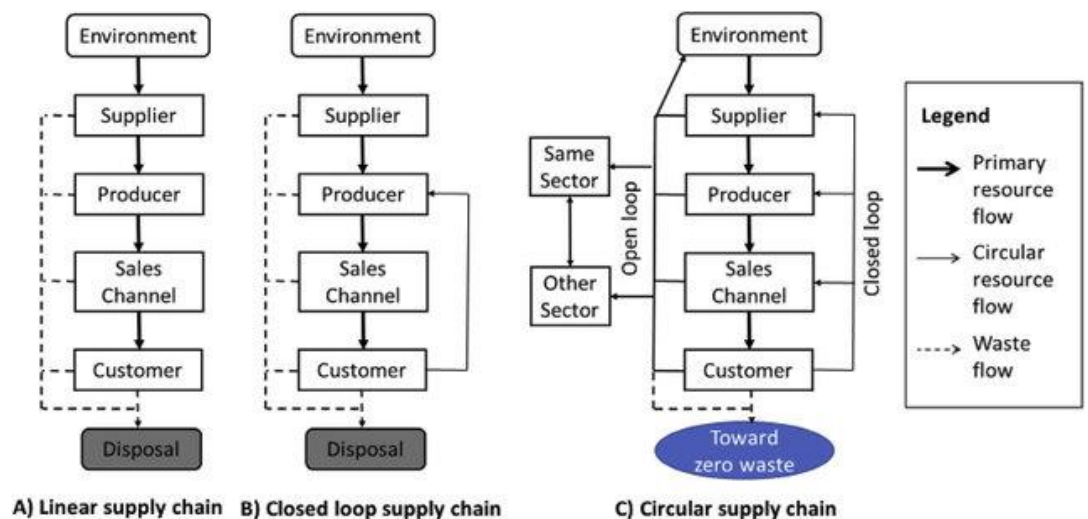 Environment
Supplier
Producer
Sales
Channel
Customer
Disposal
A) Linear supply chain
Environment
Supplier
Producer
Sales
Channel
Customer
Disposal
B) Closed loop supply chain
Environment
Supplier
Same
Sector
Producer
Open loop
Closed loop
Other
Sector
Sales
Channel
Customer
Toward
zero waste
C) Circular supply chain
Legend
Primary
resource
flow
Circular
resource
flow
Waste
flow